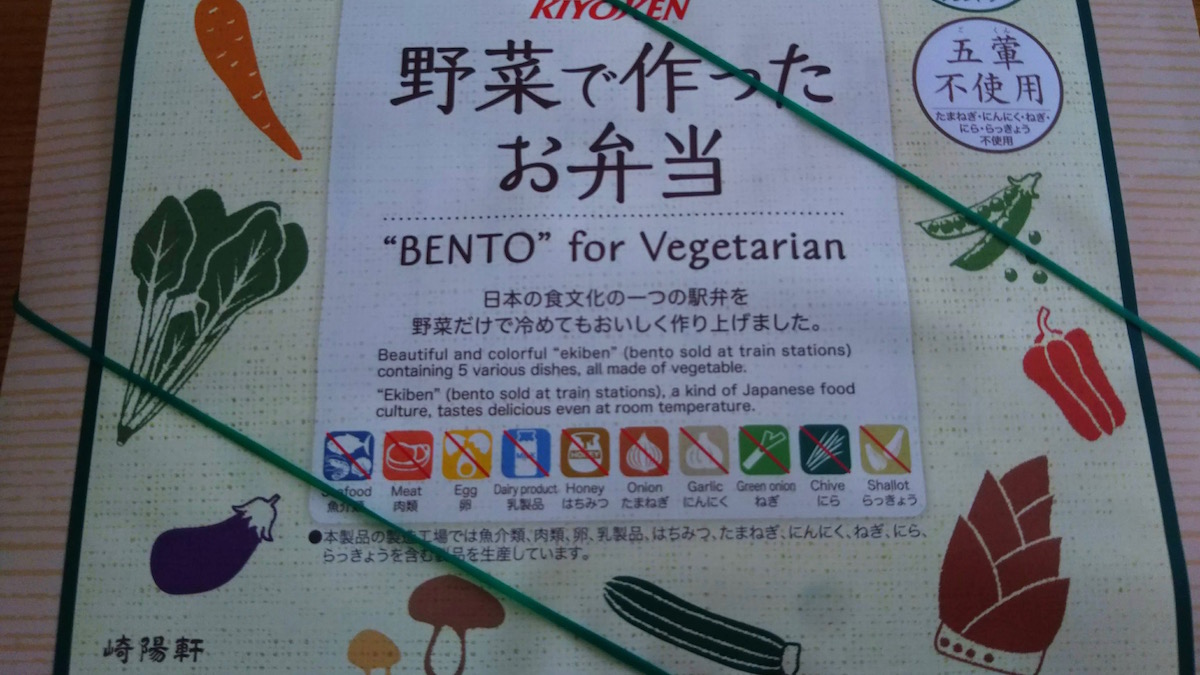 KIYOKEN
野菜で作った
お弁当
五葷
不使用
たまねぎ・にんにく・ねぎ・
にら・らっきょう
不使用
“BENTO” for Vegetarian
日本の食文化の一つの駅弁を
野菜だけで冷めてもおいしく作り上げました。
Beautiful and colorful “ekiben” (bento sold at train stations)
containing 5 various dishes, all made of vegetable.
“Ekiben” (bento sold at train stations), a kind of Japanese food
culture, tastes delicious even at room temperature.
Seafood Meat Egg Dairy product Honey Onion Garlic Green onion Chive Shallot
魚介類 肉類 卵 乳製品 はちみつ たまねぎ にんにく ねぎ にら らっきょう
●本製品の製造工場では魚介類、肉類、卵、乳製品、はちみつ、たまねぎ、にんにく、ねぎ、にら、
らっきょうを含む製品を生産しています。
崎陽軒